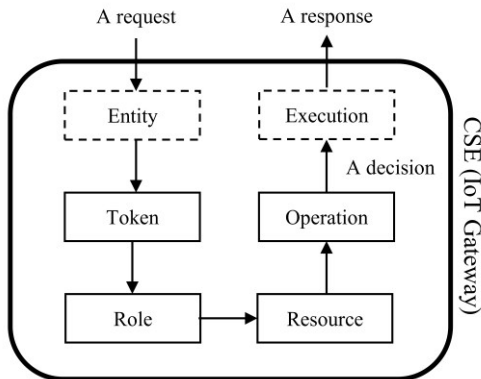 A request
A response
Entity
Execution
A decision
Token
Operation
Role
Resource
CSE (IoT Gateway)